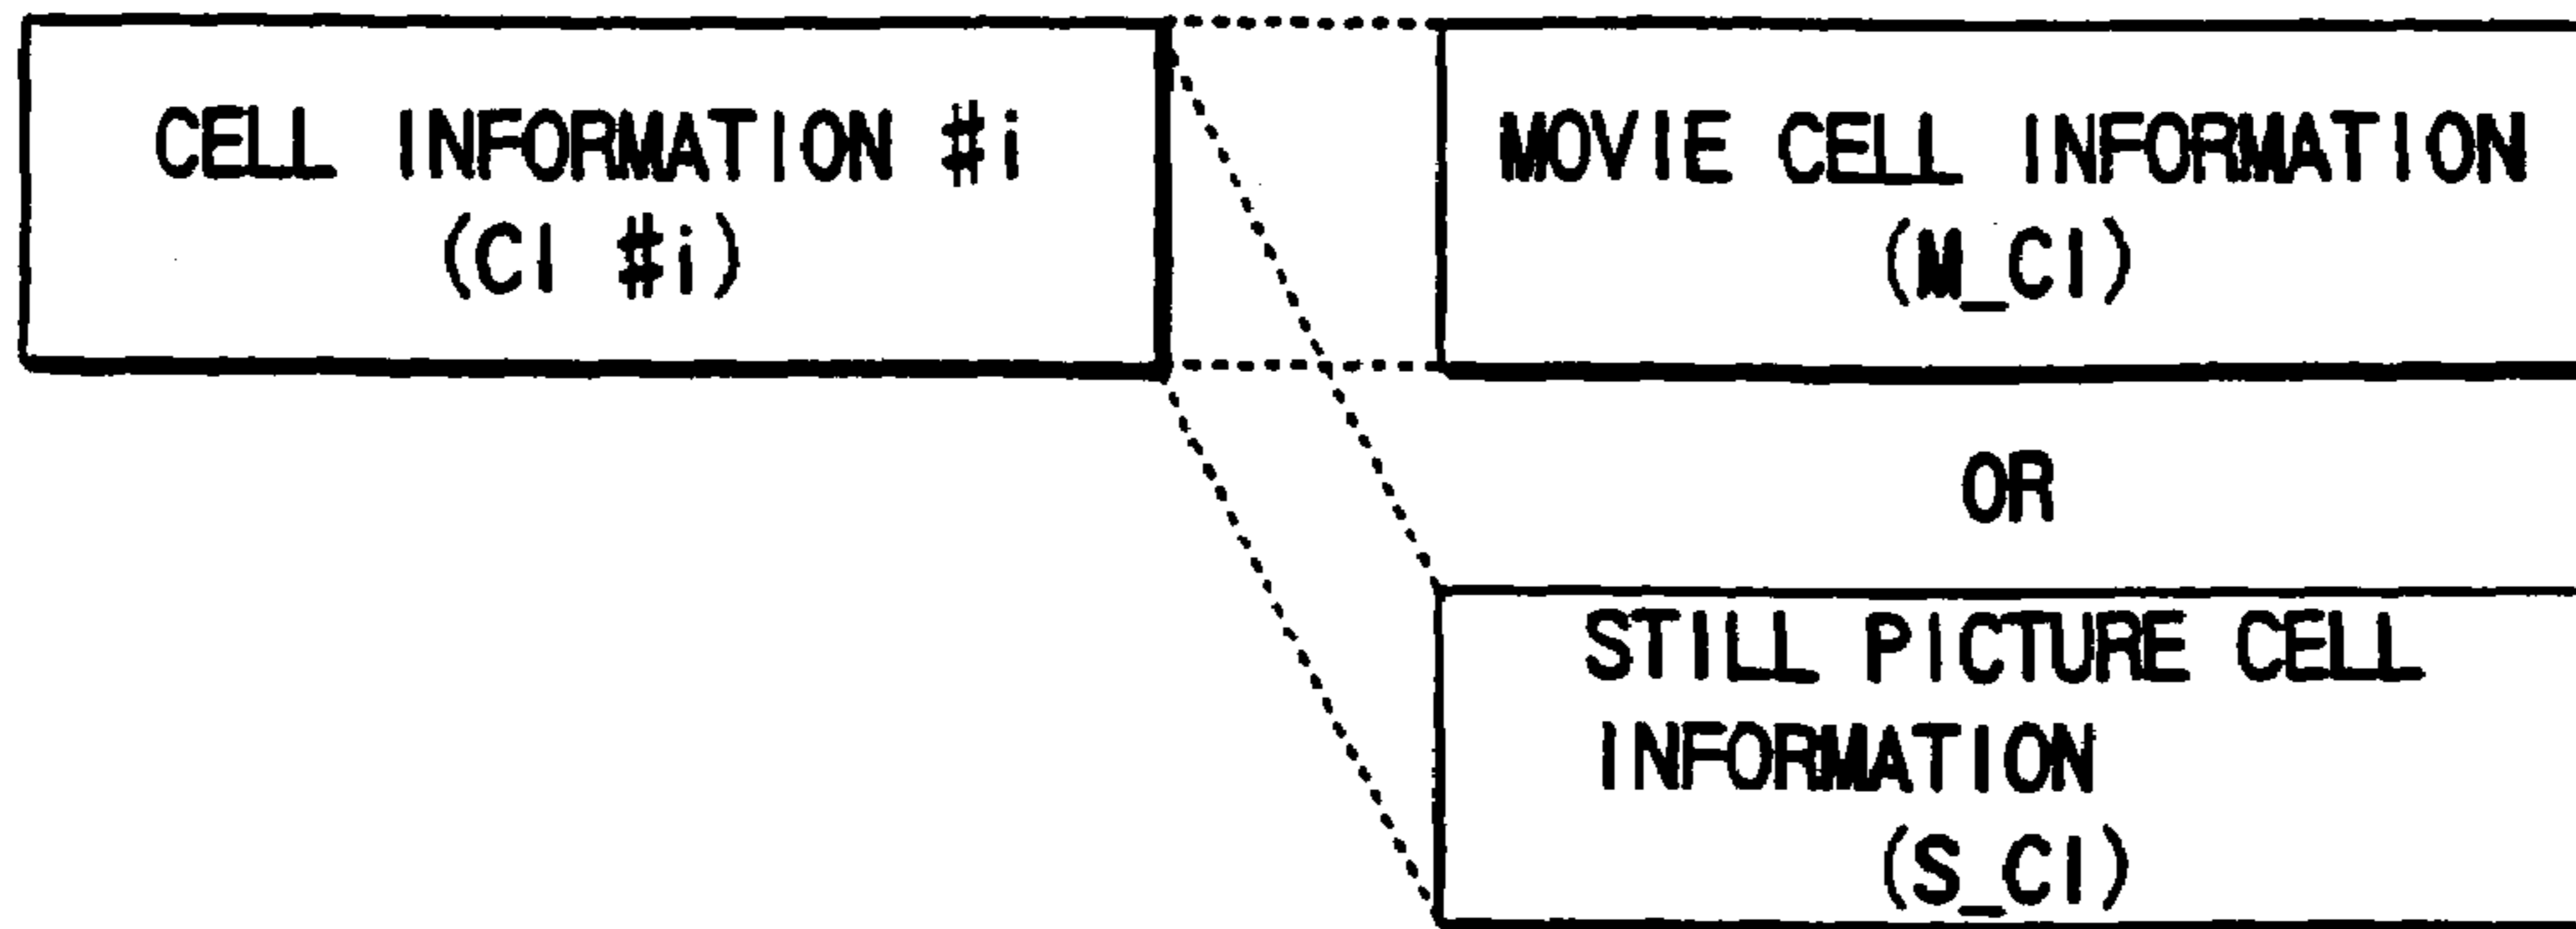 CELL INFORMATION #i
(CI #i)
MOVIE CELL INFORMATION
(M_CI)
OR
STILL PICTURE CELL
INFORMATION
(S_CI)